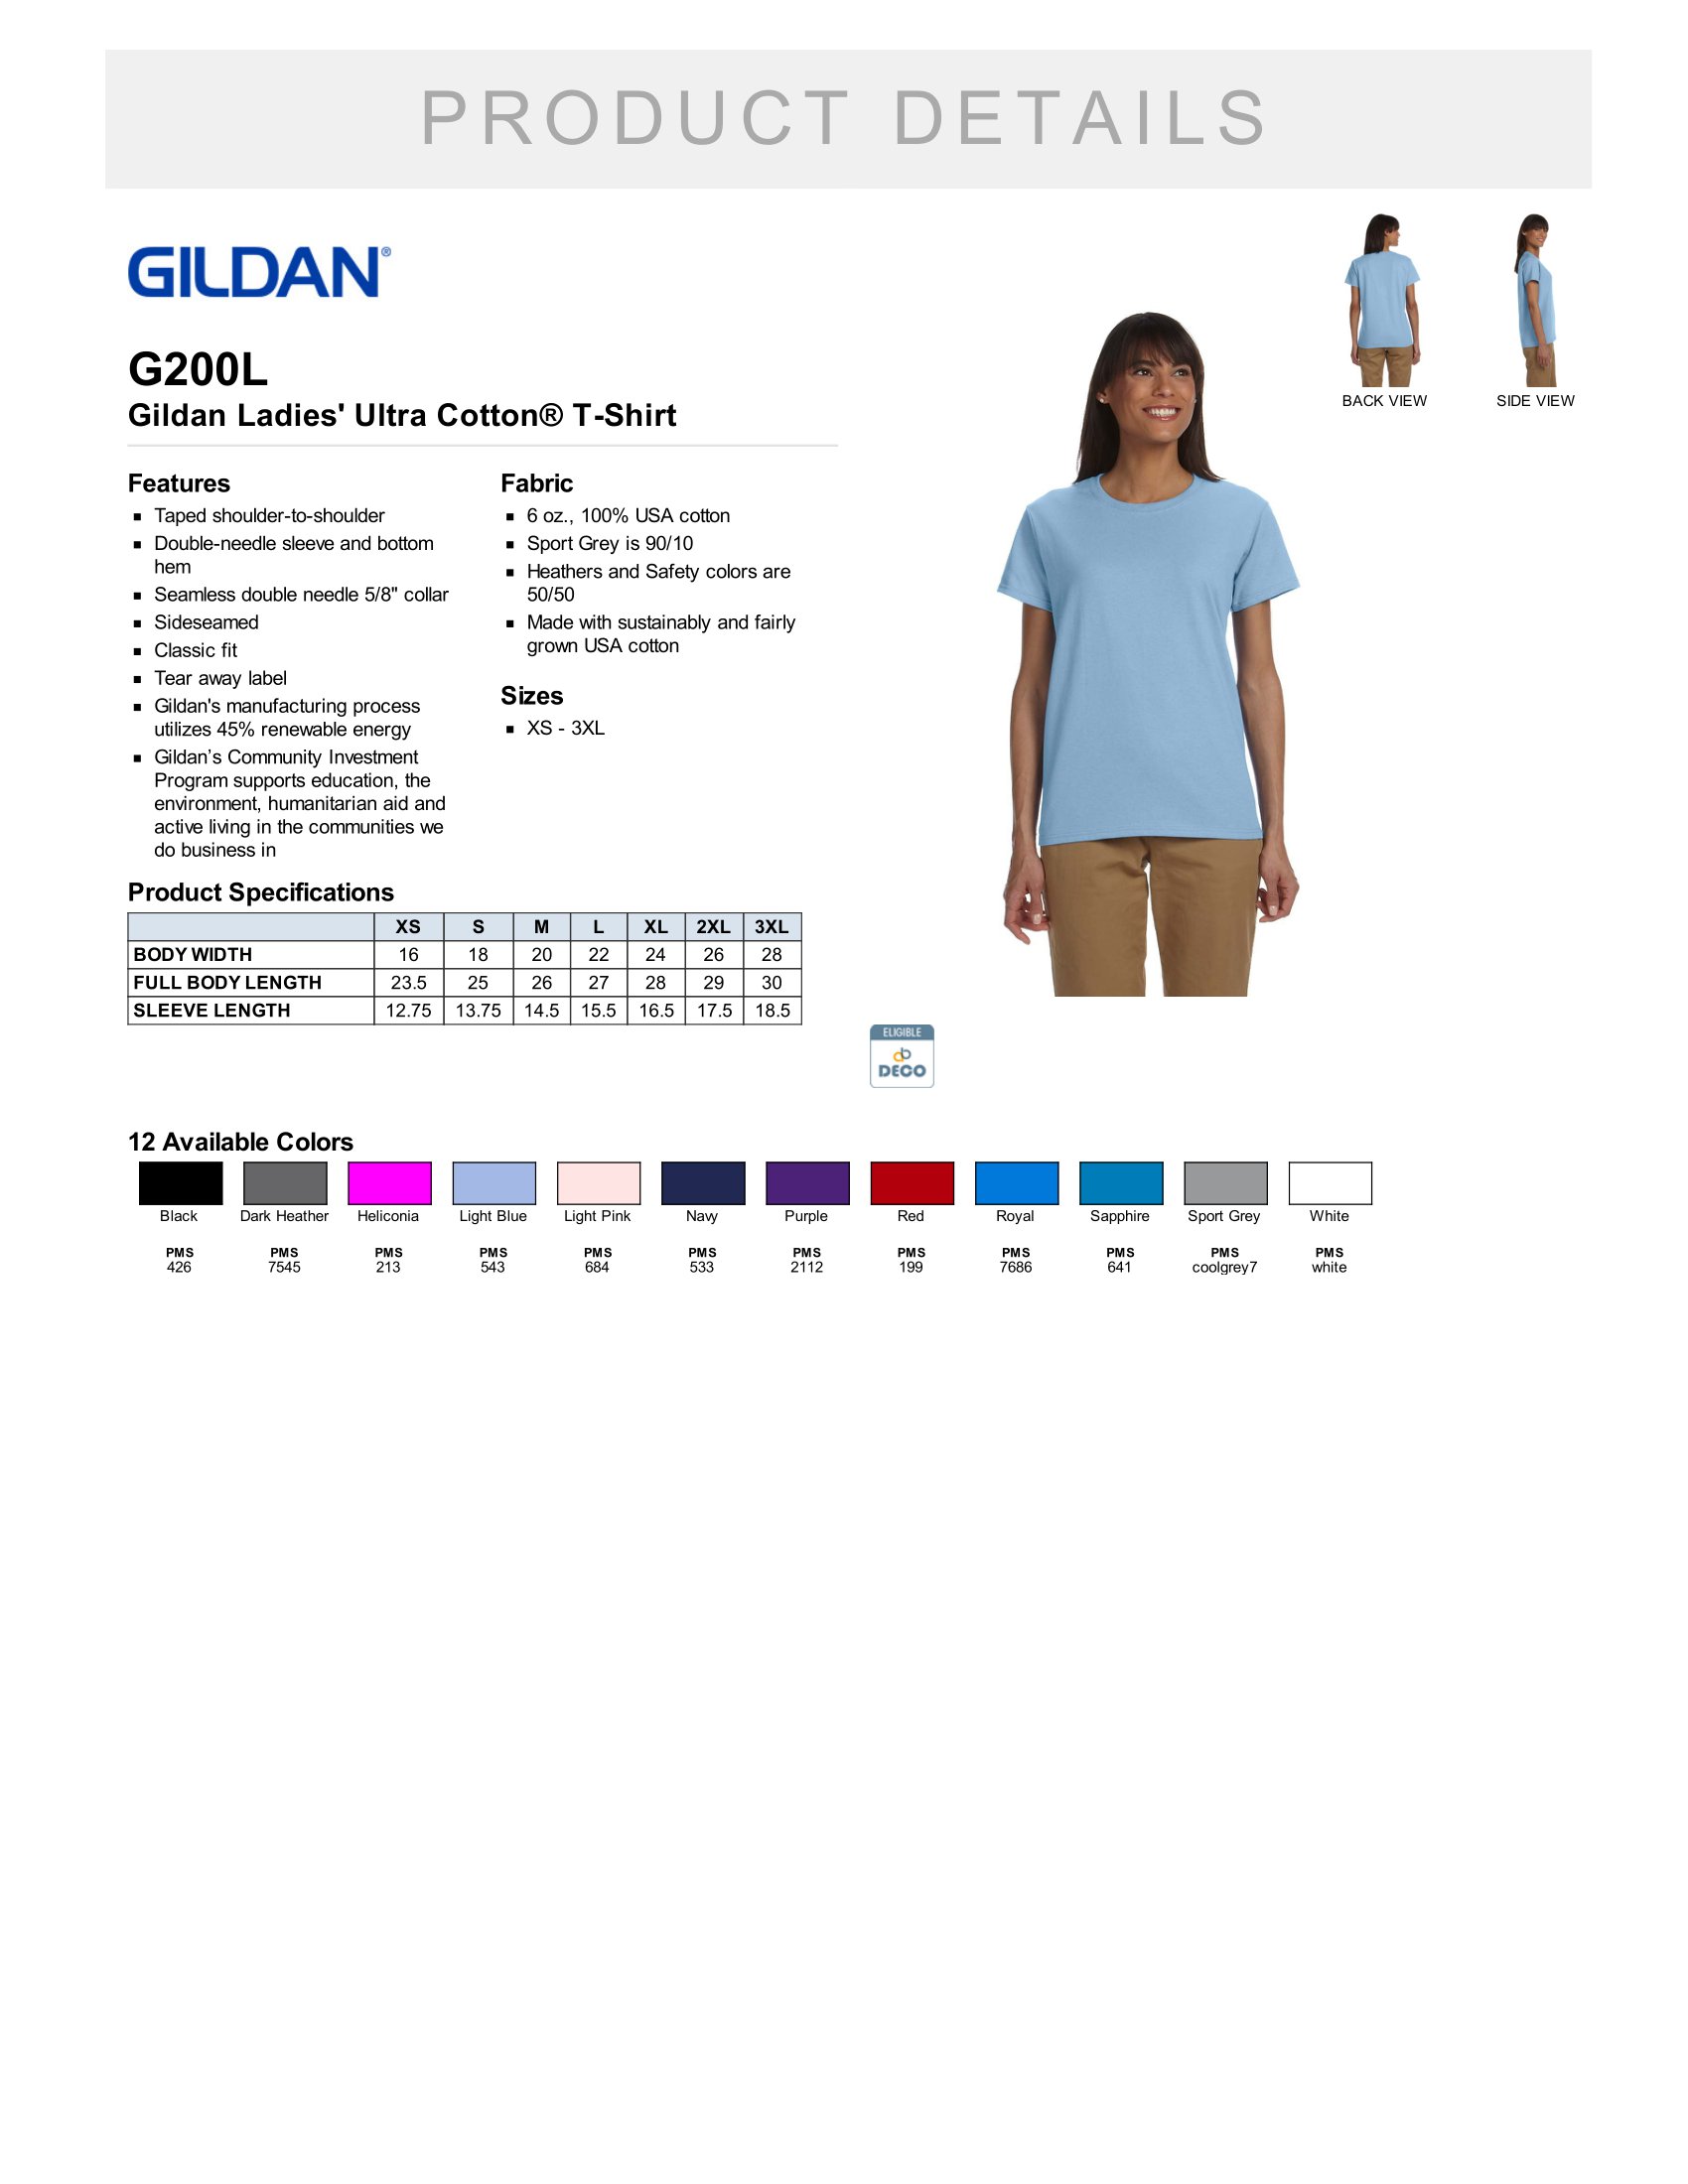 PRODUCT DETAILS
GILDAN®
BACK VIEW
SIDE VIEW
G200L
Gildan Ladies' Ultra Cotton® T-Shirt
Features
▪ Taped shoulder-to-shoulder
▪ Double-needle sleeve and bottom
hem
▪ Seamless double needle 5/8" collar
▪ Sideseamed
▪ Classic fit
▪ Tear away label
▪ Gildan's manufacturing process
utilizes 45% renewable energy
▪ Gildan’s Community Investment
Program supports education, the
environment, humanitarian aid and
active living in the communities we
do business in
Fabric
▪ 6 oz., 100% USA cotton
▪ Sport Grey is 90/10
▪ Heathers and Safety colors are
50/50
▪ Made with sustainably and fairly
grown USA cotton
Sizes
▪ XS - 3XL
Product Specifications
XS S M L XL 2XL 3XL
BODY WIDTH 16 18 20 22 24 26 28
FULL BODY LENGTH 23.5 25 26 27 28 29 30
SLEEVE LENGTH 12.75 13.75 14.5 15.5 16.5 17.5 18.5
ELIGIBLE
ab
DECO
12 Available Colors
Black Dark Heather Heliconia Light Blue Light Pink Navy Purple Red Royal Sapphire Sport Grey White
PMS PMS PMS PMS PMS PMS PMS PMS PMS PMS PMS PMS
426 7545 213 543 684 533 2112 199 7686 641 coolgrey7 white